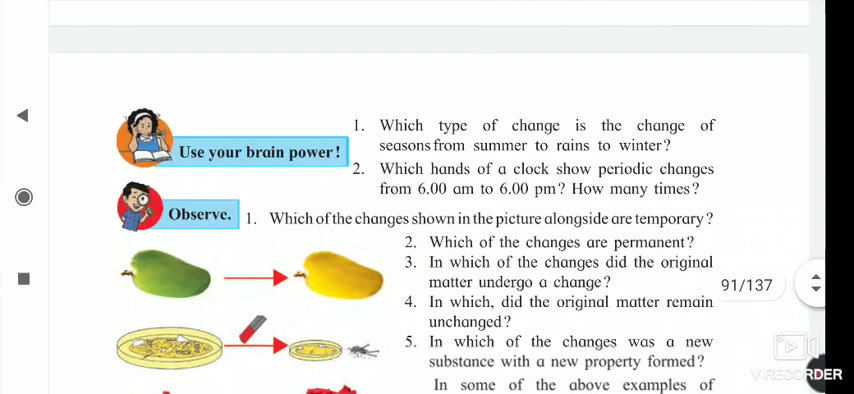 1. Which type of change is the change of
seasons from summer to rains to winter?
Use your brain power!
2. Which hands of a clock show periodic changes
from 6.00 am to 6.00 pm? How many times?
Observe.
1. Which of the changes shown in the picture alongside are temporary?
2. Which of the changes are permanent?
3. In which of the changes did the original
matter undergo a change?
91/137
4. In which, did the original matter remain
unchanged?
5. In which of the changes was a new
substance with a new property formed?
In some of the above examples of
V RECORDER